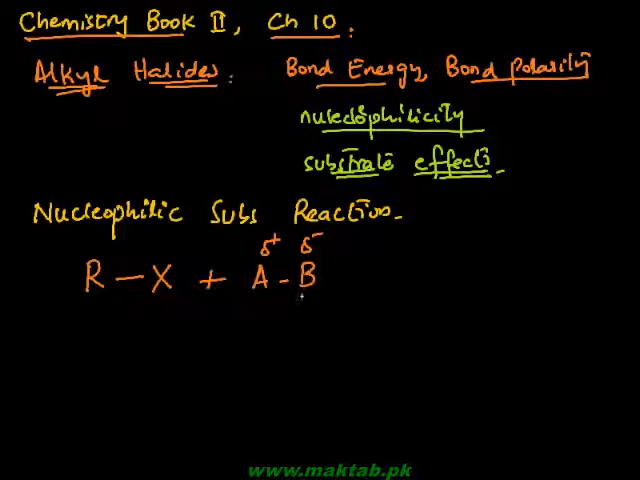 Chemistry Book II, Ch 10.
Alkyl Halides: Bond Energy, Bond Polarity
nucleophilicity
substrate effects.
Nucleophilic Subs Reaction.
δ+ δ-
R — X + A - B
www.maktab.pk